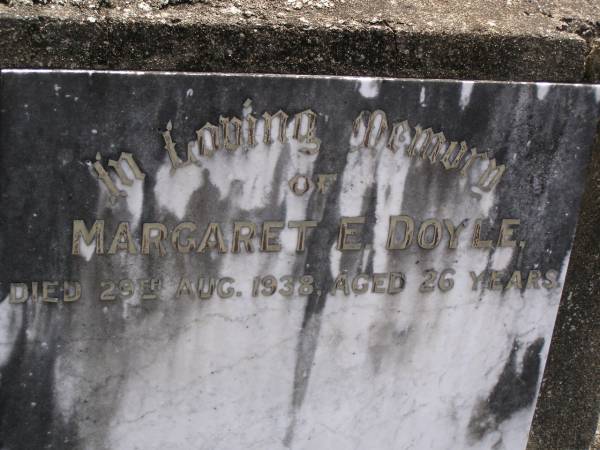 In Loving Memory
OF
MARGARET E. DOYLE,
DIED 29TH AUG. 1938, AGED 26 YEARS.